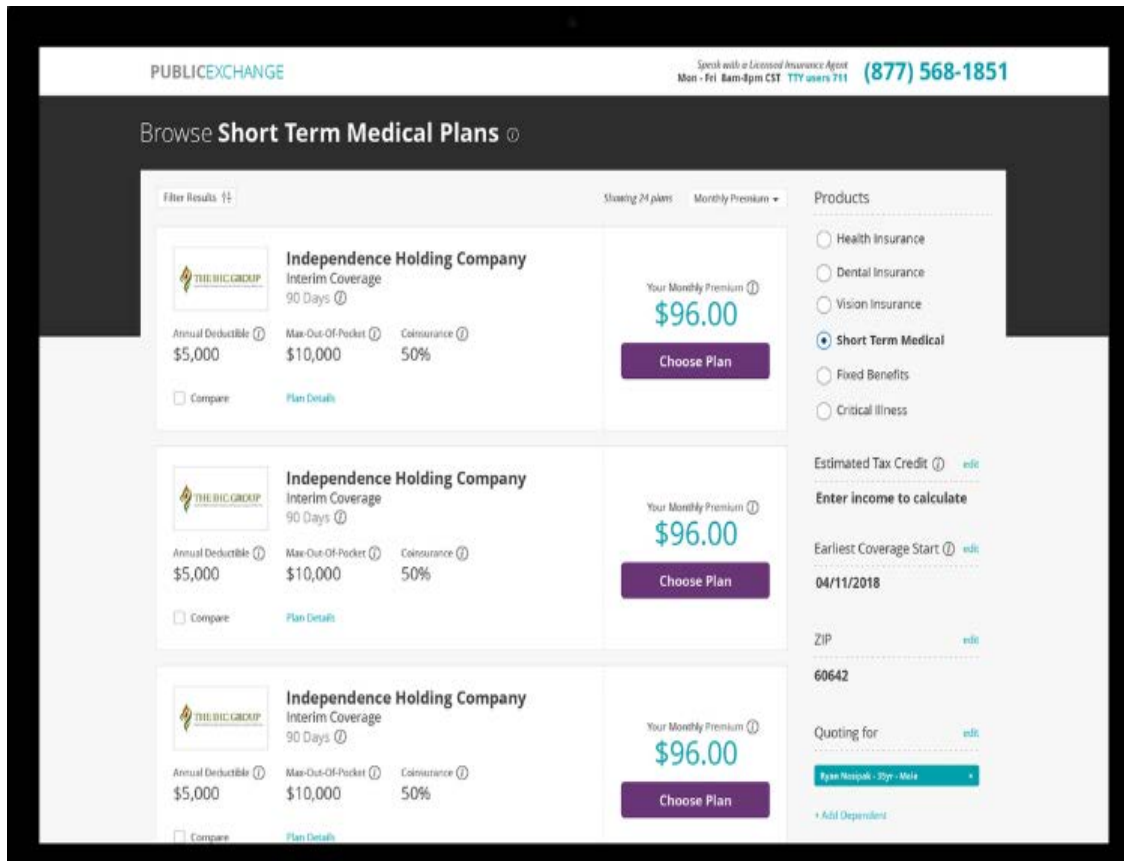 PUBLICEXCHANGE
Speak with a Licensed Insurance Agent
Mon - Fri 8am-8pm CST TTY users 711
(877) 568-1851
Browse Short Term Medical Plans
Filter Results
Showing 24 plans Monthly Premium
THE IHC GROUP
Independence Holding Company
Interim Coverage
90 Days
Annual Deductible Max-Out-Of-Pocket Coinsurance
$5,000 $10,000 50%
Compare Plan Details
Your Monthly Premium
$96.00
Choose Plan
THE IHC GROUP
Independence Holding Company
Interim Coverage
90 Days
Annual Deductible Max-Out-Of-Pocket Coinsurance
$5,000 $10,000 50%
Compare Plan Details
Your Monthly Premium
$96.00
Choose Plan
THE IHC GROUP
Independence Holding Company
Interim Coverage
90 Days
Annual Deductible Max-Out-Of-Pocket Coinsurance
$5,000 $10,000 50%
Compare Plan Details
Your Monthly Premium
$96.00
Choose Plan
Products
Health Insurance
Dental Insurance
Vision Insurance
Short Term Medical
Fixed Benefits
Critical Illness
Estimated Tax Credit edit
Enter income to calculate
Earliest Coverage Start edit
04/11/2018
ZIP edit
60642
Quoting for edit
Ryan - 35yr - Male
+ Add Dependent